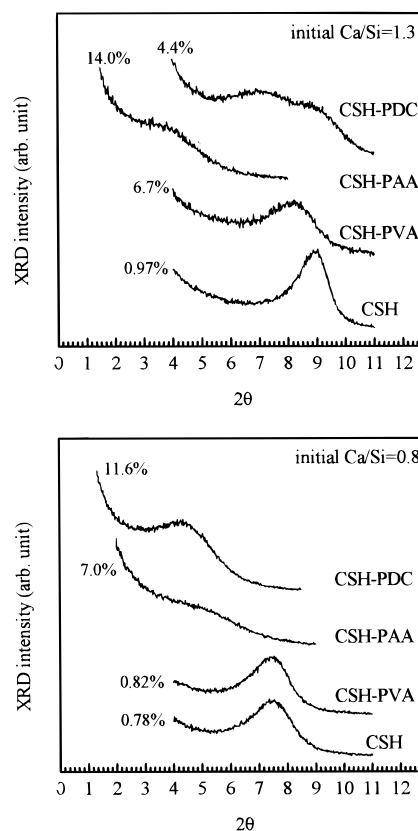 initial Ca/Si=1.3
14.0%
4.4%
CSH-PDC
CSH-PAA
6.7%
CSH-PVA
0.97%
CSH
XRD intensity (arb. unit)
0 1 2 3 4 5 6 7 8 9 10 11 12
2θ
initial Ca/Si=0.8
11.6%
CSH-PDC
7.0%
CSH-PAA
0.82%
CSH-PVA
0.78%
CSH
XRD intensity (arb. unit)
0 1 2 3 4 5 6 7 8 9 10 11 12
2θ